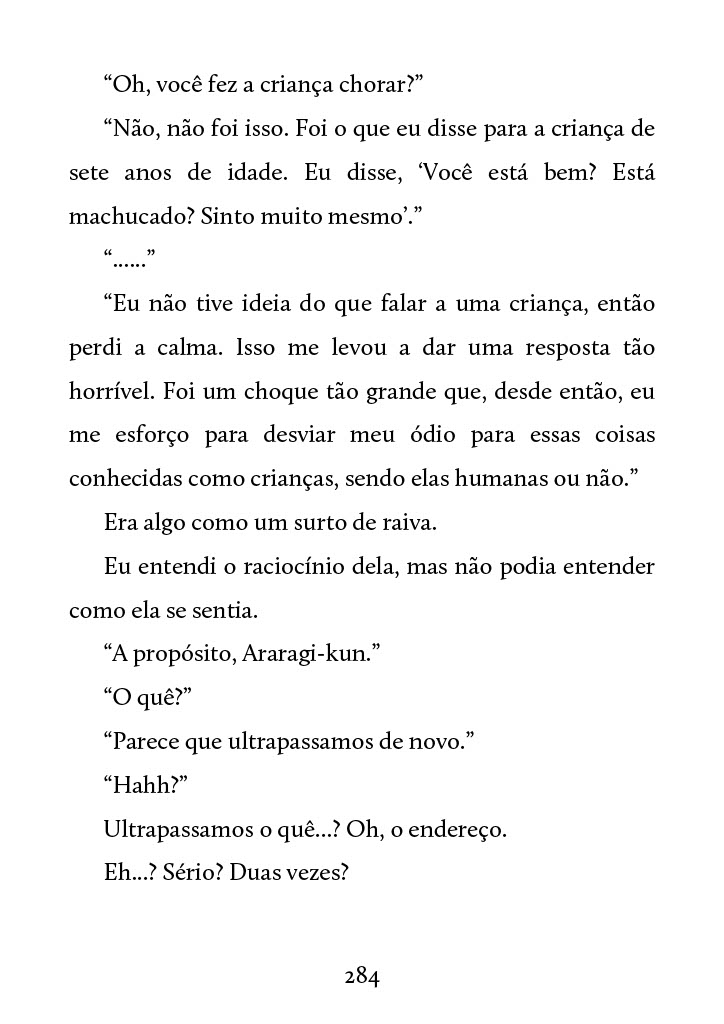 “Oh, você fez a criança chorar?”
“Não, não foi isso. Foi o que eu disse para a criança de
sete anos de idade. Eu disse, ‘Você está bem? Está
machucado? Sinto muito mesmo’.”
“......”
“Eu não tive ideia do que falar a uma criança, então
perdi a calma. Isso me levou a dar uma resposta tão
horrível. Foi um choque tão grande que, desde então, eu
me esforço para desviar meu ódio para essas coisas
conhecidas como crianças, sendo elas humanas ou não.”
Era algo como um surto de raiva.
Eu entendi o raciocínio dela, mas não podia entender
como ela se sentia.
“A propósito, Araragi-kun.”
“O quê?”
“Parece que ultrapassamos de novo.”
“Hahh?”
Ultrapassamos o quê...? Oh, o endereço.
Eh...? Sério? Duas vezes?
284